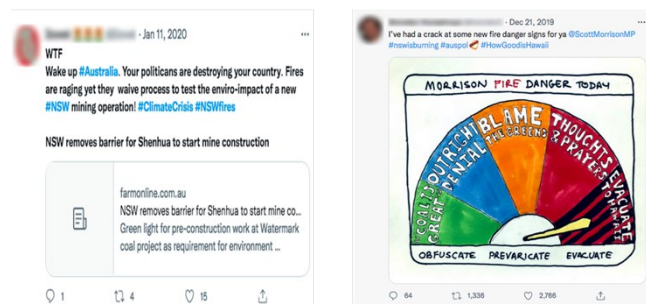 · Jan 11, 2020
WTF
Wake up #Australia. Your politicans are destroying your country. Fires
are raging yet they waive process to test the enviro-impact of a new
#NSW mining operation! #ClimateCrisis #NSWfires
NSW removes barrier for Shenhua to start mine construction
farmonline.com.au
NSW removes barrier for Shenhua to start mine co...
Green light for pre-construction work at Watermark
coal project as requirement for environment ...
1
4
15
· Dec 21, 2019
I've had a crack at some new fire danger signs for ya @ScottMorrisonMP
#nswisburning #auspol #HowGoodisHawaii
MORRISON FIRE DANGER TODAY
COAL IS
GREAT
OUTRIGHT
DENIAL
BLAME
THE GREENS
THOUGHTS
& PRAYERS
EVACUATE
TO HAWAII
OBFUSCATE PREVARICATE EVACUATE
64
1,336
2,766